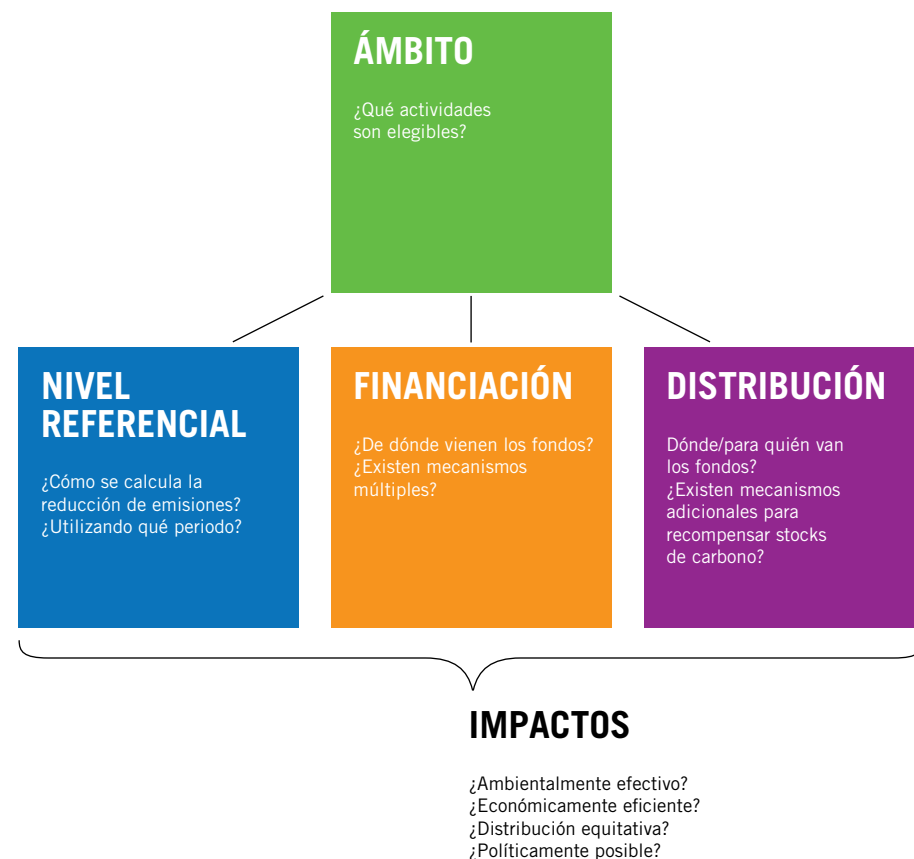 ÁMBITO
¿Qué actividades
son elegibles?
NIVEL
REFERENCIAL
¿Cómo se calcula la
reducción de emisiones?
¿Utilizando qué periodo?
FINANCIACIÓN
¿De dónde vienen los fondos?
¿Existen mecanismos
múltiples?
DISTRIBUCIÓN
Dónde/para quién van
los fondos?
¿Existen mecanismos
adicionales para
recompensar stocks
de carbono?
IMPACTOS
¿Ambientalmente efectivo?
¿Económicamente eficiente?
¿Distribución equitativa?
¿Políticamente posible?